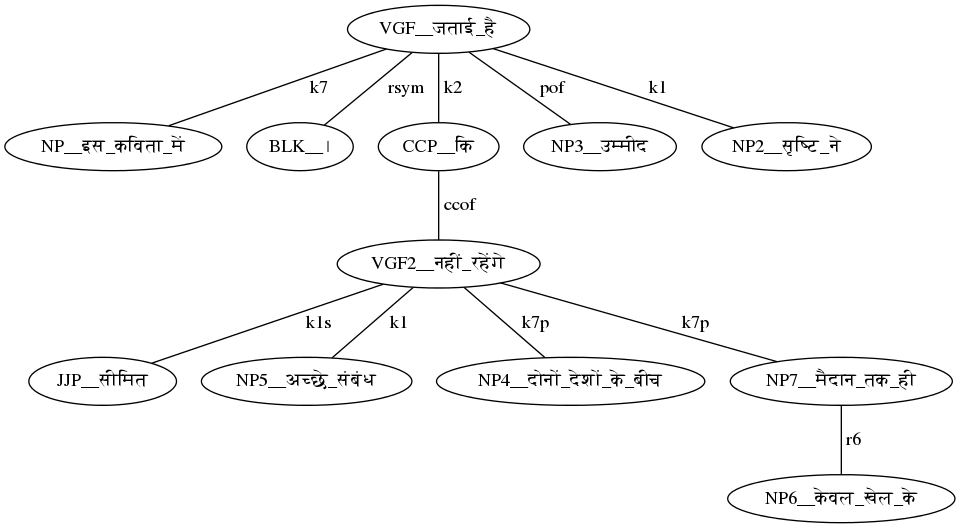 VGF__जताई_है
k7 rsym k2 pof k1
NP__इस_कविता_में BLK__। CCP__कि NP3__उम्मीद NP2__सृष्टि_ने
ccof
VGF2__नहीं_रहेंगे
k1s k1 k7p k7p
JJP__सीमित NP5__अच्छे_संबंध NP4__दोनों_देशों_के_बीच NP7__मैदान_तक_ही
r6
NP6__केवल_खेल_के